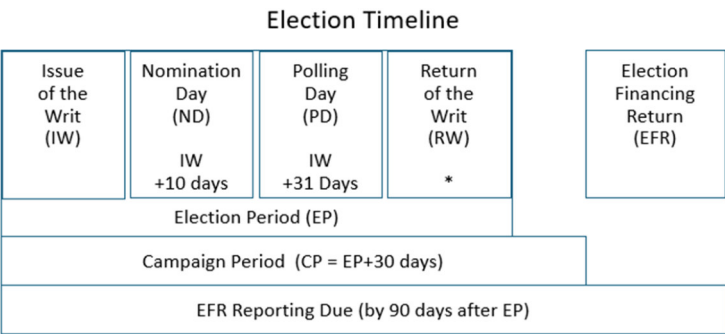 Election Timeline
Issue
of the
Writ
(IW)
Nomination
Day
(ND)
IW
+10 days
Polling
Day
(PD)
IW
+31 Days
Return
of the
Writ
(RW)
*
Election
Financing
Return
(EFR)
Election Period (EP)
Campaign Period (CP = EP+30 days)
EFR Reporting Due (by 90 days after EP)